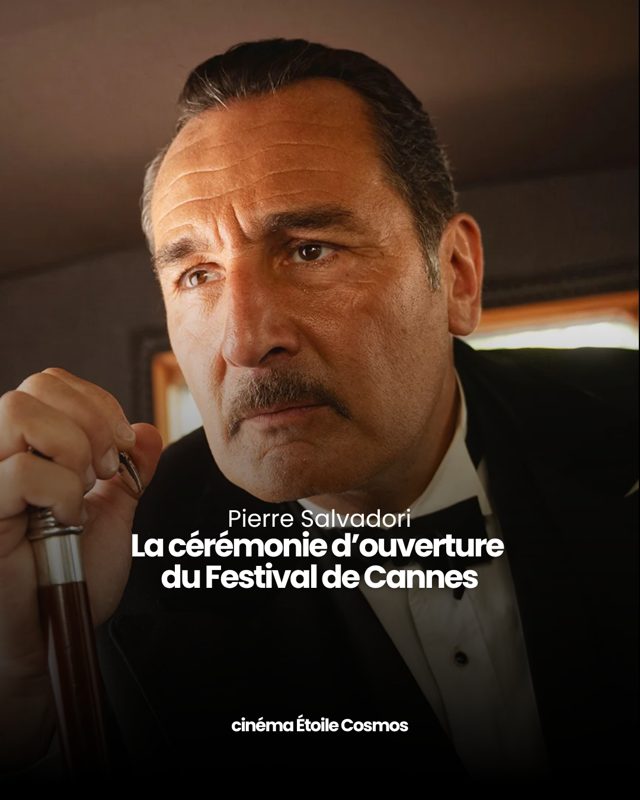 Pierre Salvadori
La cérémonie d’ouverture
du Festival de Cannes
cinéma Étoile Cosmos